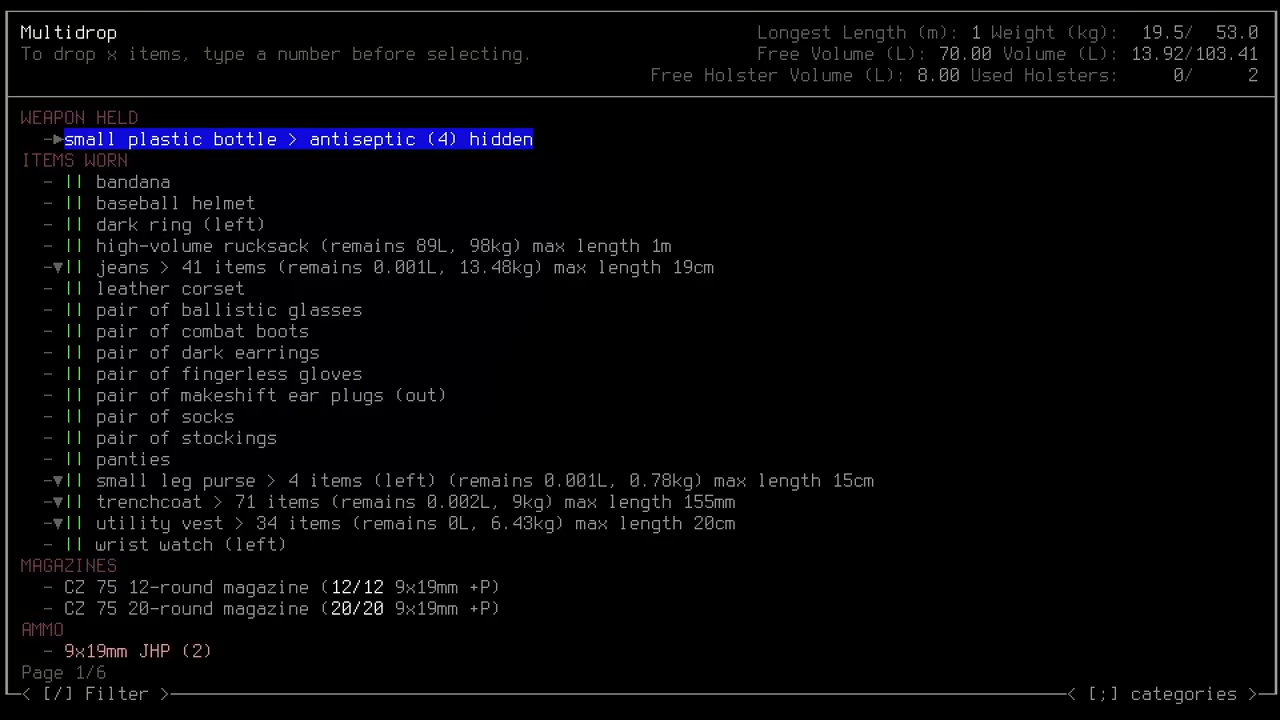 Multidrop Longest Length (m): 1 Weight (kg): 19.5/ 53.0
To drop x items, type a number before selecting. Free Volume (L): 70.00 Volume (L): 13.92/103.41
Free Holster Volume (L): 8.00 Used Holsters: 0/ 2
WEAPON HELD
-▶small plastic bottle > antiseptic (4) hidden
ITEMS WORN
- || bandana
- || baseball helmet
- || dark ring (left)
- || high-volume rucksack (remains 89L, 98kg) max length 1m
-▼|| jeans > 41 items (remains 0.001L, 13.48kg) max length 19cm
- || leather corset
- || pair of ballistic glasses
- || pair of combat boots
- || pair of dark earrings
- || pair of fingerless gloves
- || pair of makeshift ear plugs (out)
- || pair of socks
- || pair of stockings
- || panties
-▼|| small leg purse > 4 items (left) (remains 0.001L, 0.78kg) max length 15cm
-▼|| trenchcoat > 71 items (remains 0.002L, 9kg) max length 155mm
-▼|| utility vest > 34 items (remains 0L, 6.43kg) max length 20cm
- || wrist watch (left)
MAGAZINES
- CZ 75 12-round magazine (12/12 9x19mm +P)
- CZ 75 20-round magazine (20/20 9x19mm +P)
AMMO
- 9x19mm JHP (2)
Page 1/6
< [/] Filter > < [;] categories >